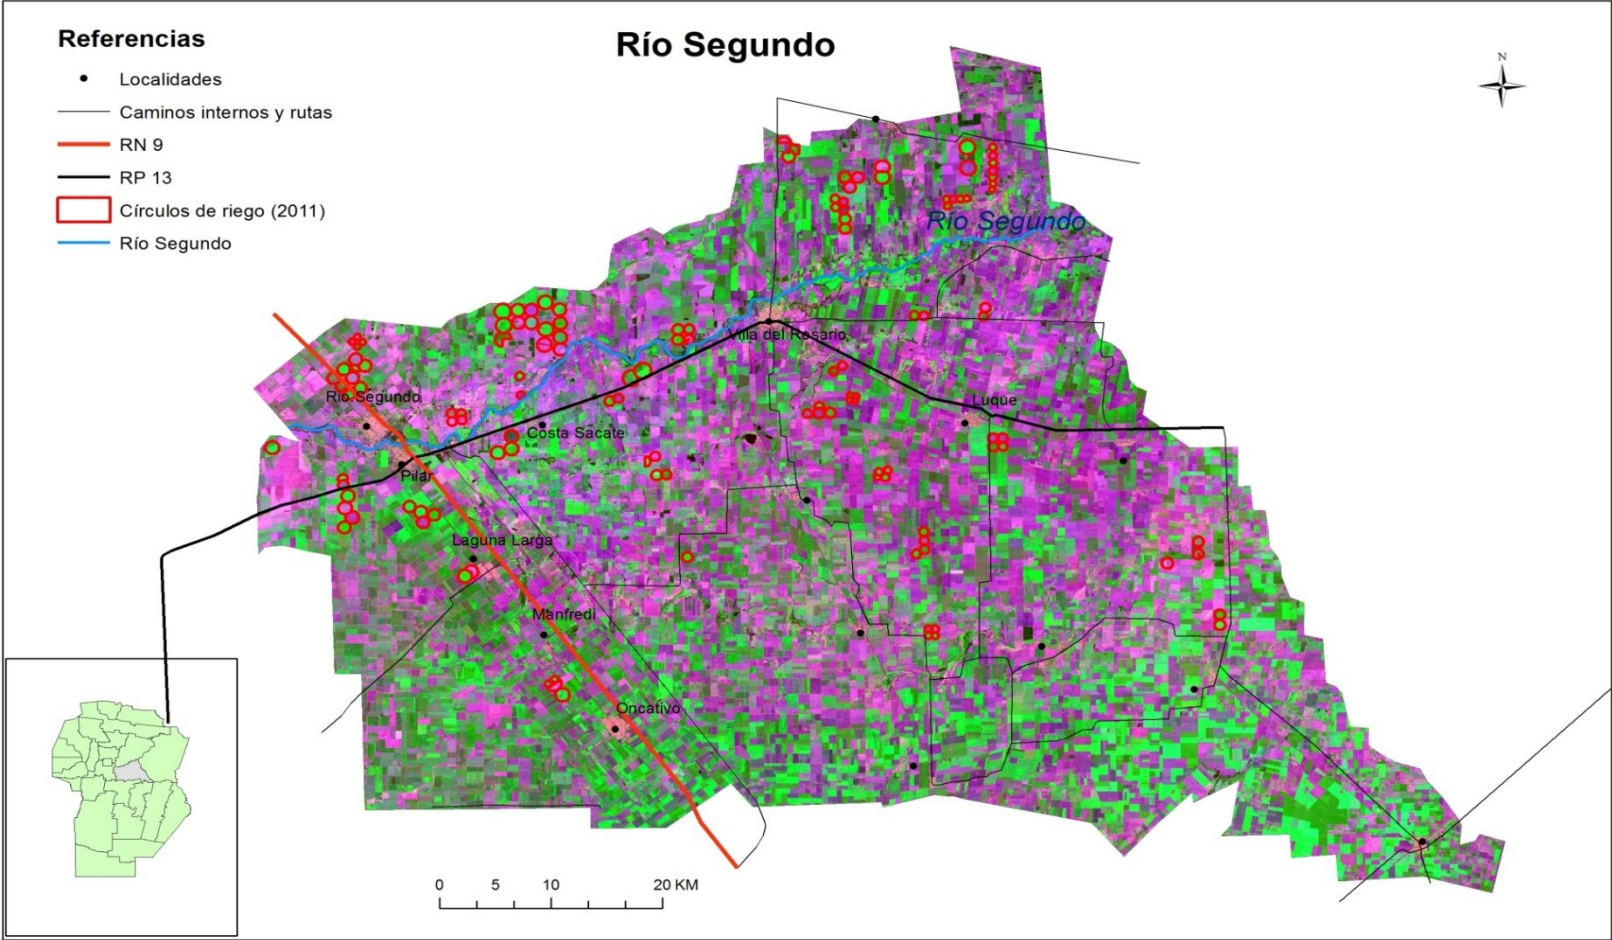 Referencias
Localidades
Caminos internos y rutas
RN 9
RP 13
Círculos de riego (2011)
Río Segundo
Río Segundo
N
Río Segundo
Villa del Rosario
Río Segundo
Luque
Costa Sacate
Pilar
Laguna Larga
Manfredi
Oncativo
0 5 10 20 KM